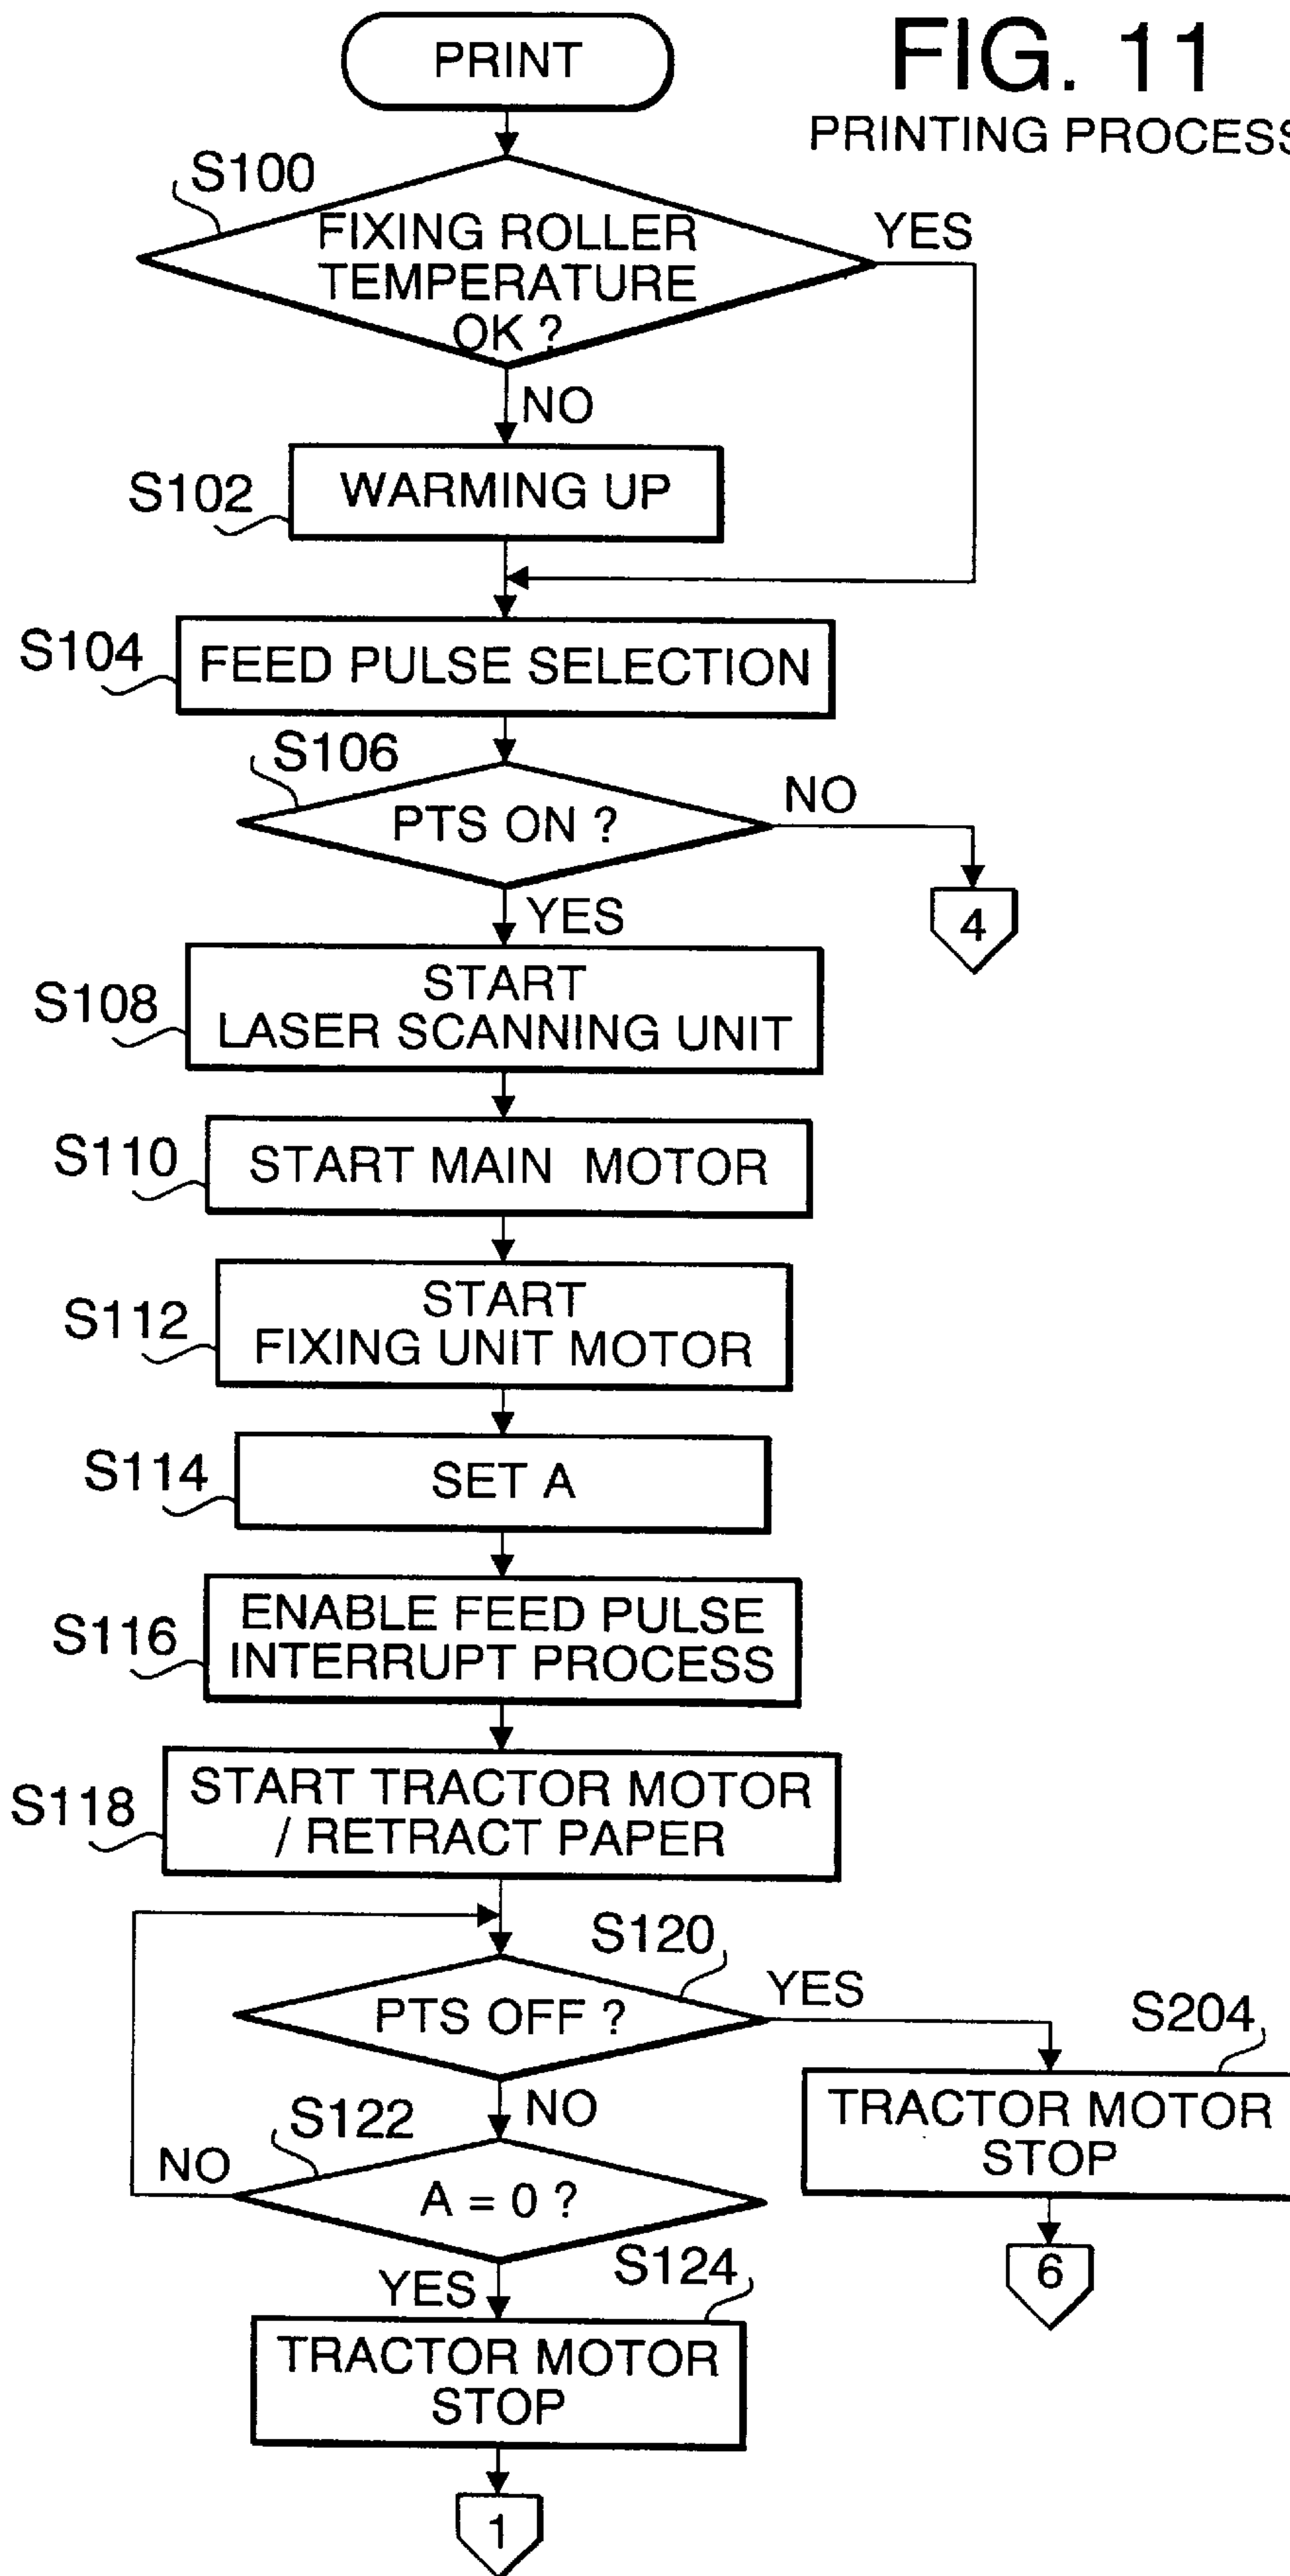 PRINT
FIG. 11
PRINTING PROCESS
S100
FIXING ROLLER
TEMPERATURE
OK ?
YES
NO
S102
WARMING UP
S104
FEED PULSE SELECTION
S106
PTS ON ?
NO
4
YES
S108
START
LASER SCANNING UNIT
S110
START MAIN MOTOR
S112
START
FIXING UNIT MOTOR
S114
SET A
S116
ENABLE FEED PULSE
INTERRUPT PROCESS
S118
START TRACTOR MOTOR
/ RETRACT PAPER
S120
PTS OFF ?
YES
S204
TRACTOR MOTOR
STOP
6
NO
S122
NO
A = 0 ?
YES
S124
TRACTOR MOTOR
STOP
1